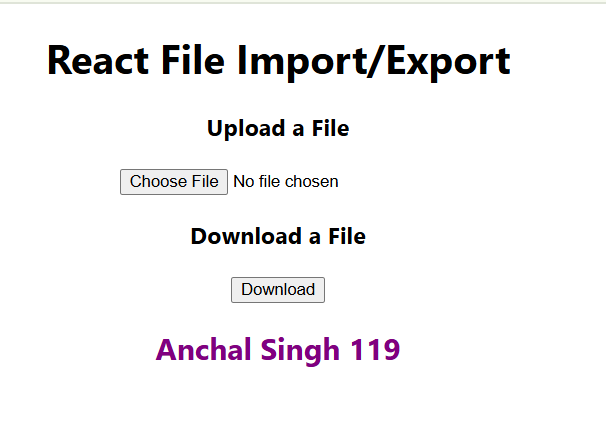 React File Import/Export
Upload a File
Choose File No file chosen
Download a File
Download
Anchal Singh 119